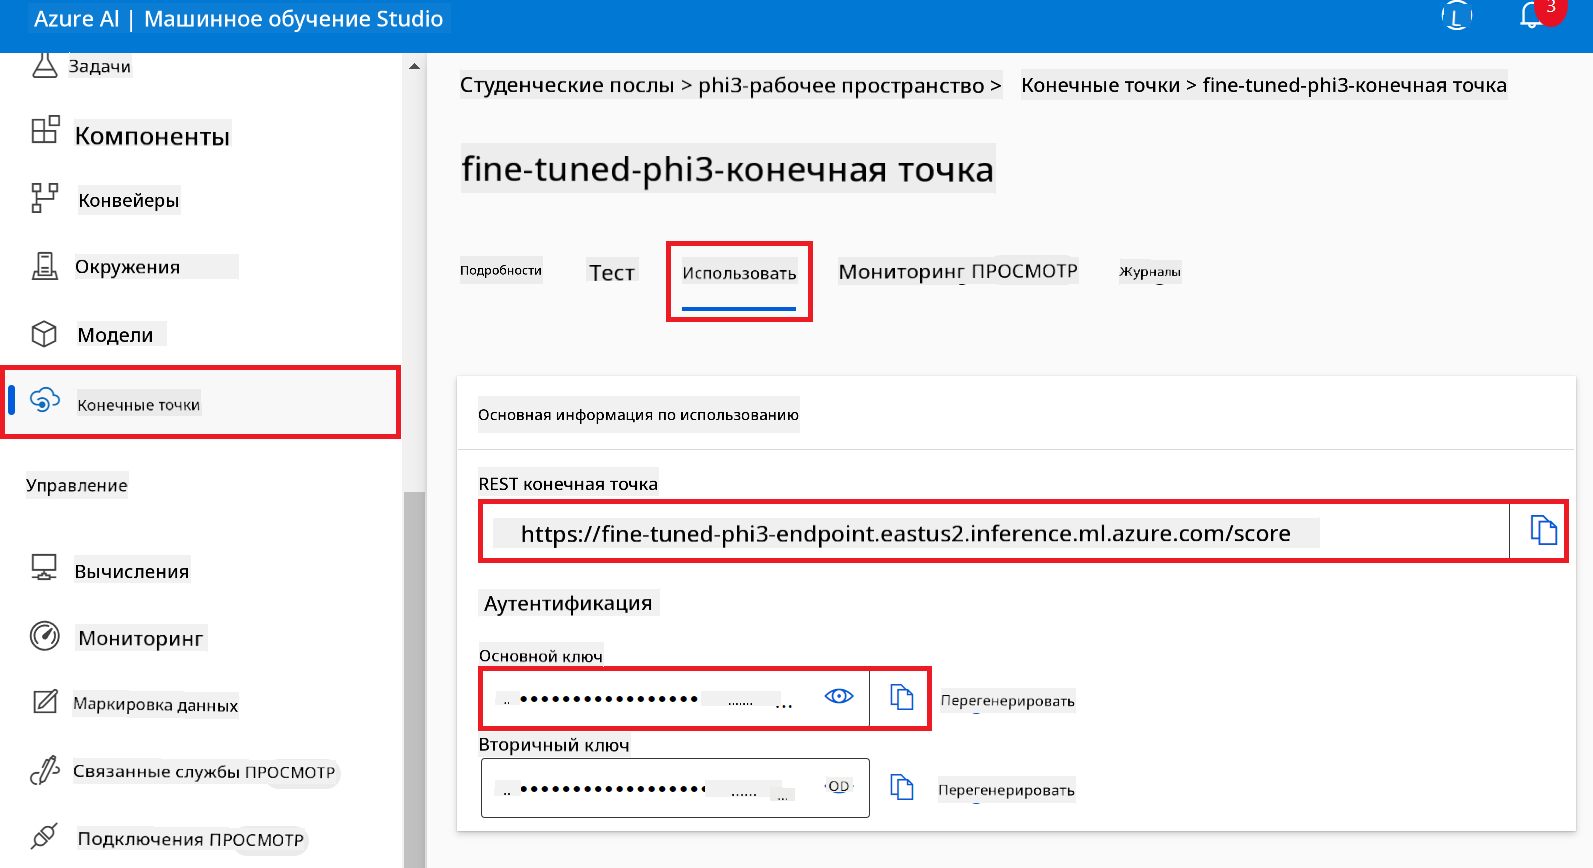 Azure AI | Машинное обучение Studio
L
3
Задачи
Компоненты
Конвейеры
Окружения
Модели
Конечные точки
Управление
Вычисления
Мониторинг
Маркировка данных
Связанные службы ПРОСМОТР
Подключения ПРОСМОТР
Студенческие послы > phi3-рабочее пространство > Конечные точки > fine-tuned-phi3-конечная точка
fine-tuned-phi3-конечная точка
Подробности Тест Использовать Мониторинг ПРОСМОТР Журналы
Основная информация по использованию
REST конечная точка
https://fine-tuned-phi3-endpoint.eastus2.inference.ml.azure.com/score
Аутентификация
Основной ключ
Перегенерировать
Вторичный ключ
OD
Перегенерировать